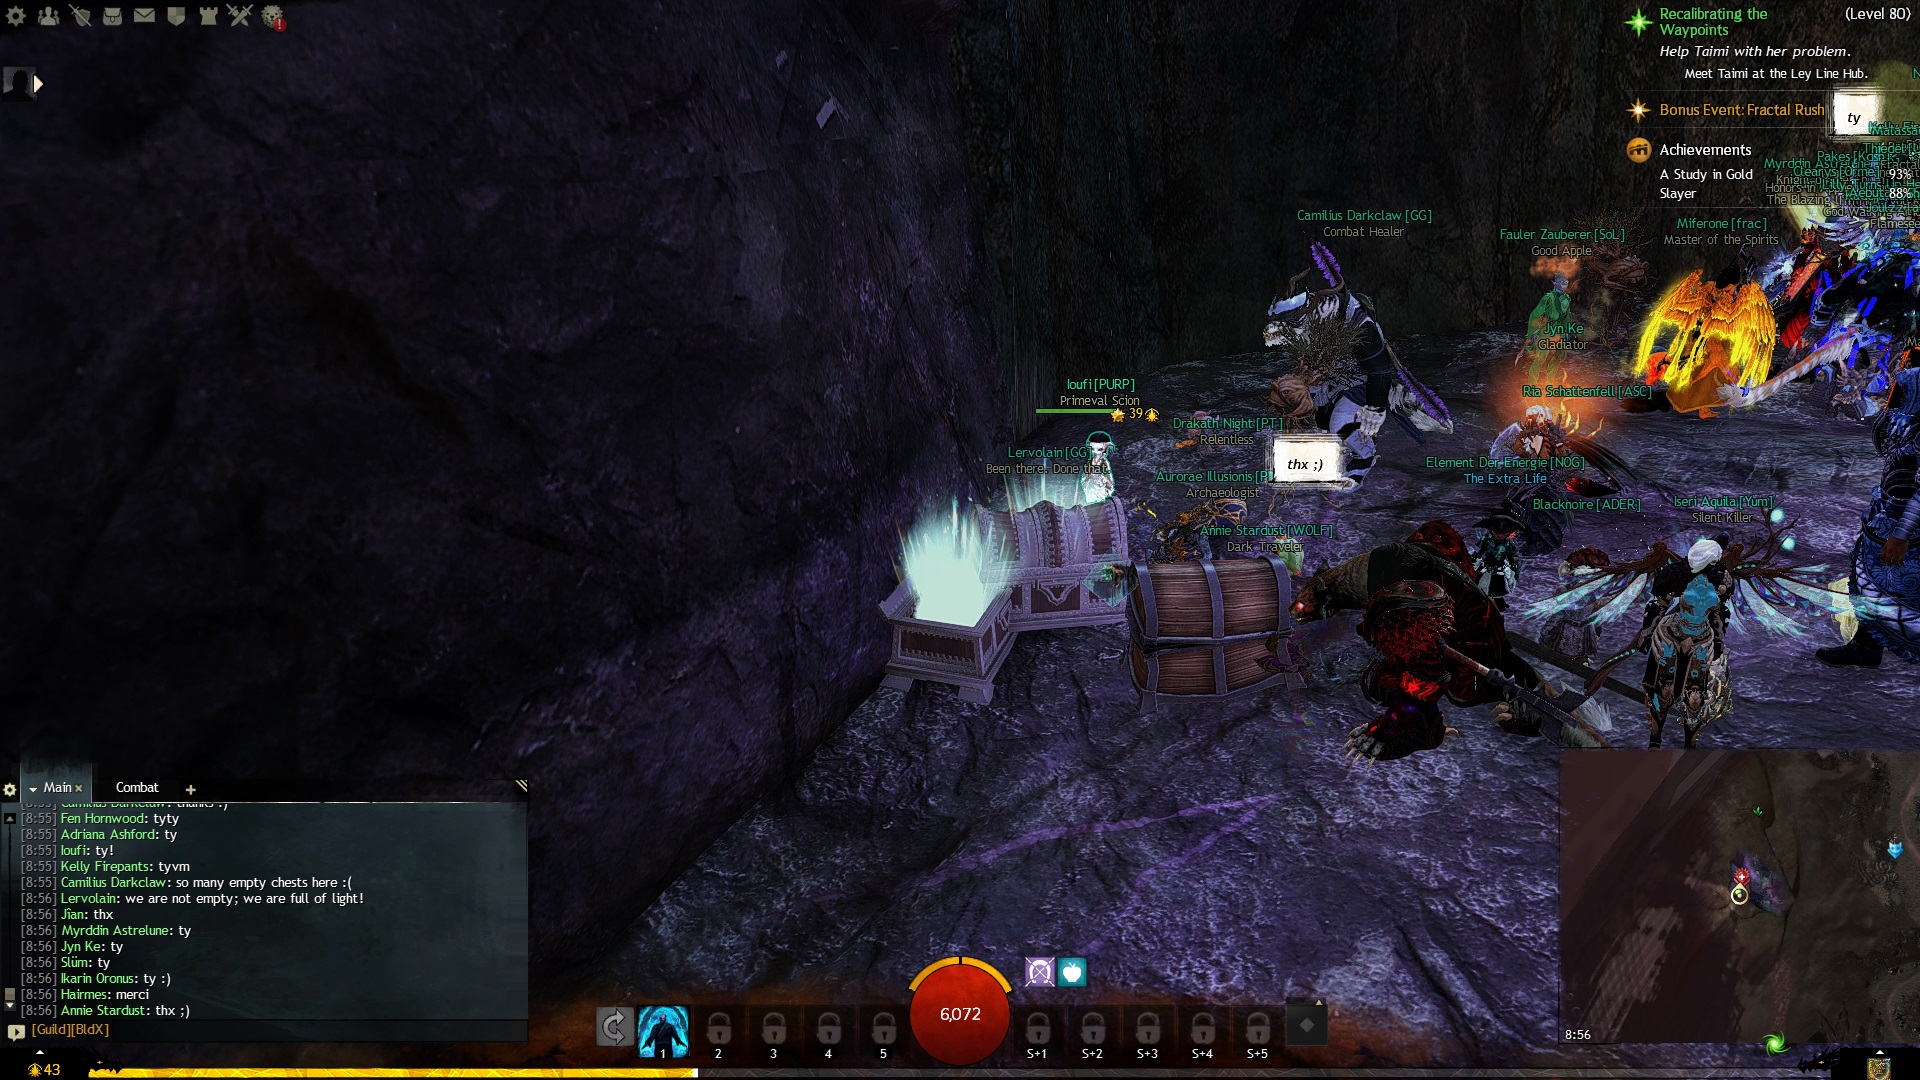 Recalibrating the
Waypoints
(Level 80)
Help Taimi with her problem.
Meet Taimi at the Ley Line Hub.
Bonus Event: Fractal Rush
ty
Achievements
A Study in Gold 93%
Slayer 88%
Camilius Darkclaw [GG]
Combat Healer
Fauler Zauberer [SoL]
Good Apple
Miferone [frac]
Master of the Spirits
Jyn Ke
Gladiator
Ria Schattenfell [ASC]
Ioufi [PURP]
Primeval Scion
39
Drakath Night [PT]
Relentless
Lervolain [GG]
Been there. Done that.
Aurorae Illusionis
Archaeologist
thx ;)
Element Der Energie [NOG]
The Extra Life
Blacknoire [ADER]
Iseri Aquila [Yum]
Silent Killer
Annie Stardust [WOLF]
Dark Traveler
Main
Combat
[8:55] Camilius Darkclaw: thanks :)
[8:55] Fen Hornwood: tyty
[8:55] Adriana Ashford: ty
[8:55] Ioufi: ty!
[8:55] Kelly Firepants: tyvm
[8:55] Camilius Darkclaw: so many empty chests here :(
[8:56] Lervolain: we are not empty; we are full of light!
[8:56] Jîan: thx
[8:56] Myrddin Astrelune: ty
[8:56] Jyn Ke: ty
[8:56] Slüm: ty
[8:56] Ikarin Oronus: ty :)
[8:56] Hairmes: merci
[8:56] Annie Stardust: thx ;)
[Guild][BldX]
43
6,072
1 2 3 4 5
S+1 S+2 S+3 S+4 S+5
8:56